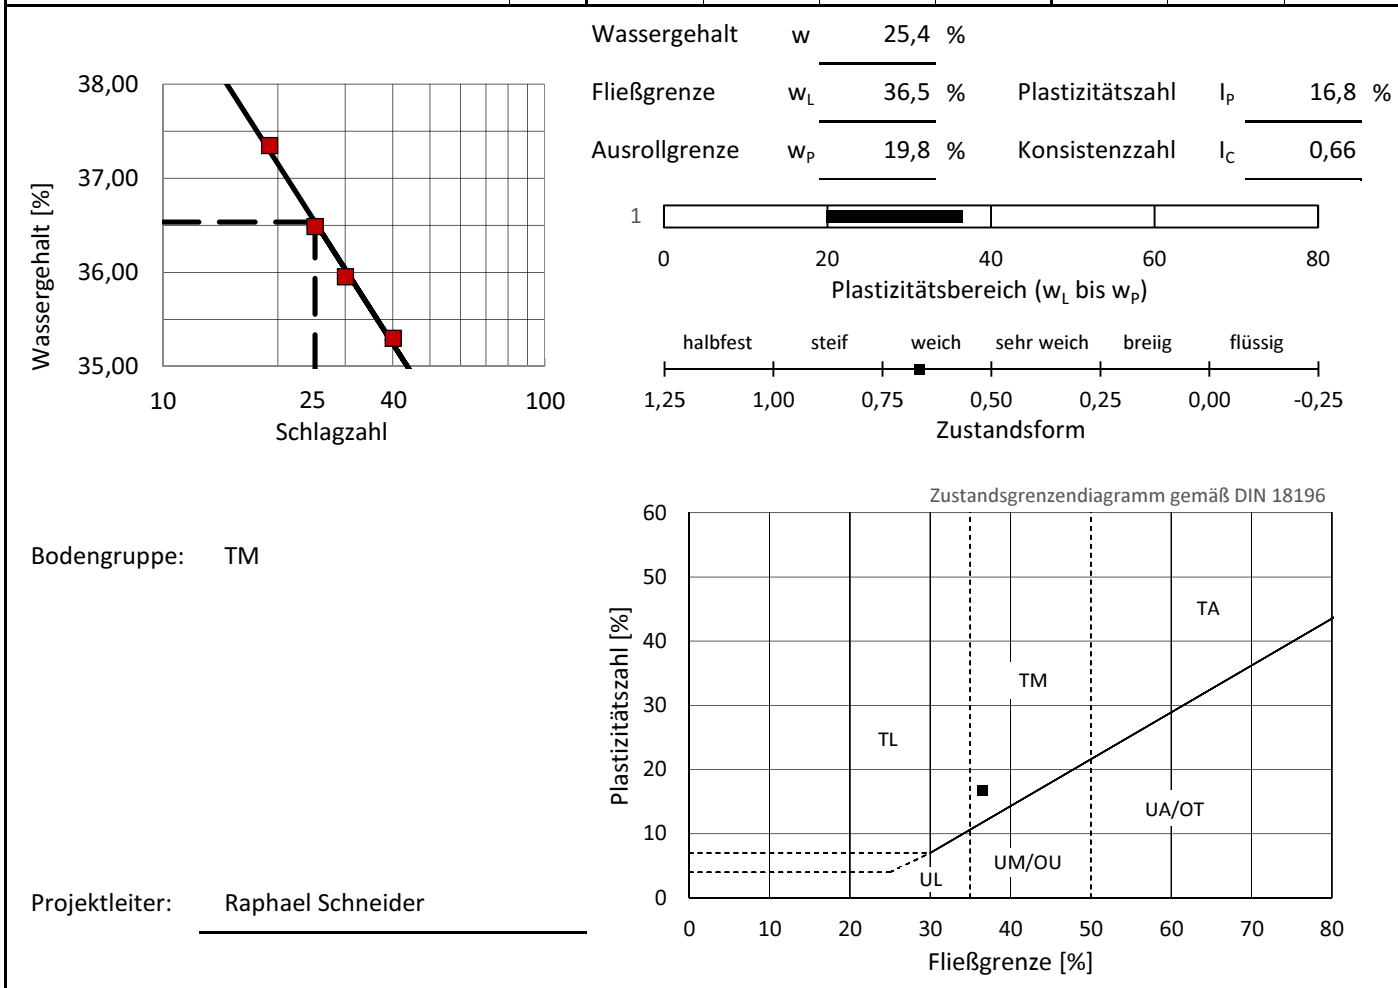 Wassergehalt w 25,4 %
Fließgrenze wL 36,5 % Plastizitätszahl IP 16,8 %
Ausrollgrenze wP 19,8 % Konsistenzzahl IC 0,66
38,00
37,00
36,00
35,00
Wassergehalt [%]
10 25 40 100
Schlagzahl
1
0 20 40 60 80
Plastizitätsbereich (wL bis wP)
halbfest steif weich sehr weich breiig flüssig
1,25 1,00 0,75 0,50 0,25 0,00 -0,25
Zustandsform
Bodengruppe: TM
Zustandsgrenzendiagramm gemäß DIN 18196
60
50
40
30
20
10
0
Plastizitätszahl [%]
TA
TM
TL
UA/OT
UM/OU
UL
0 10 20 30 40 50 60 70 80
Fließgrenze [%]
Projektleiter: Raphael Schneider